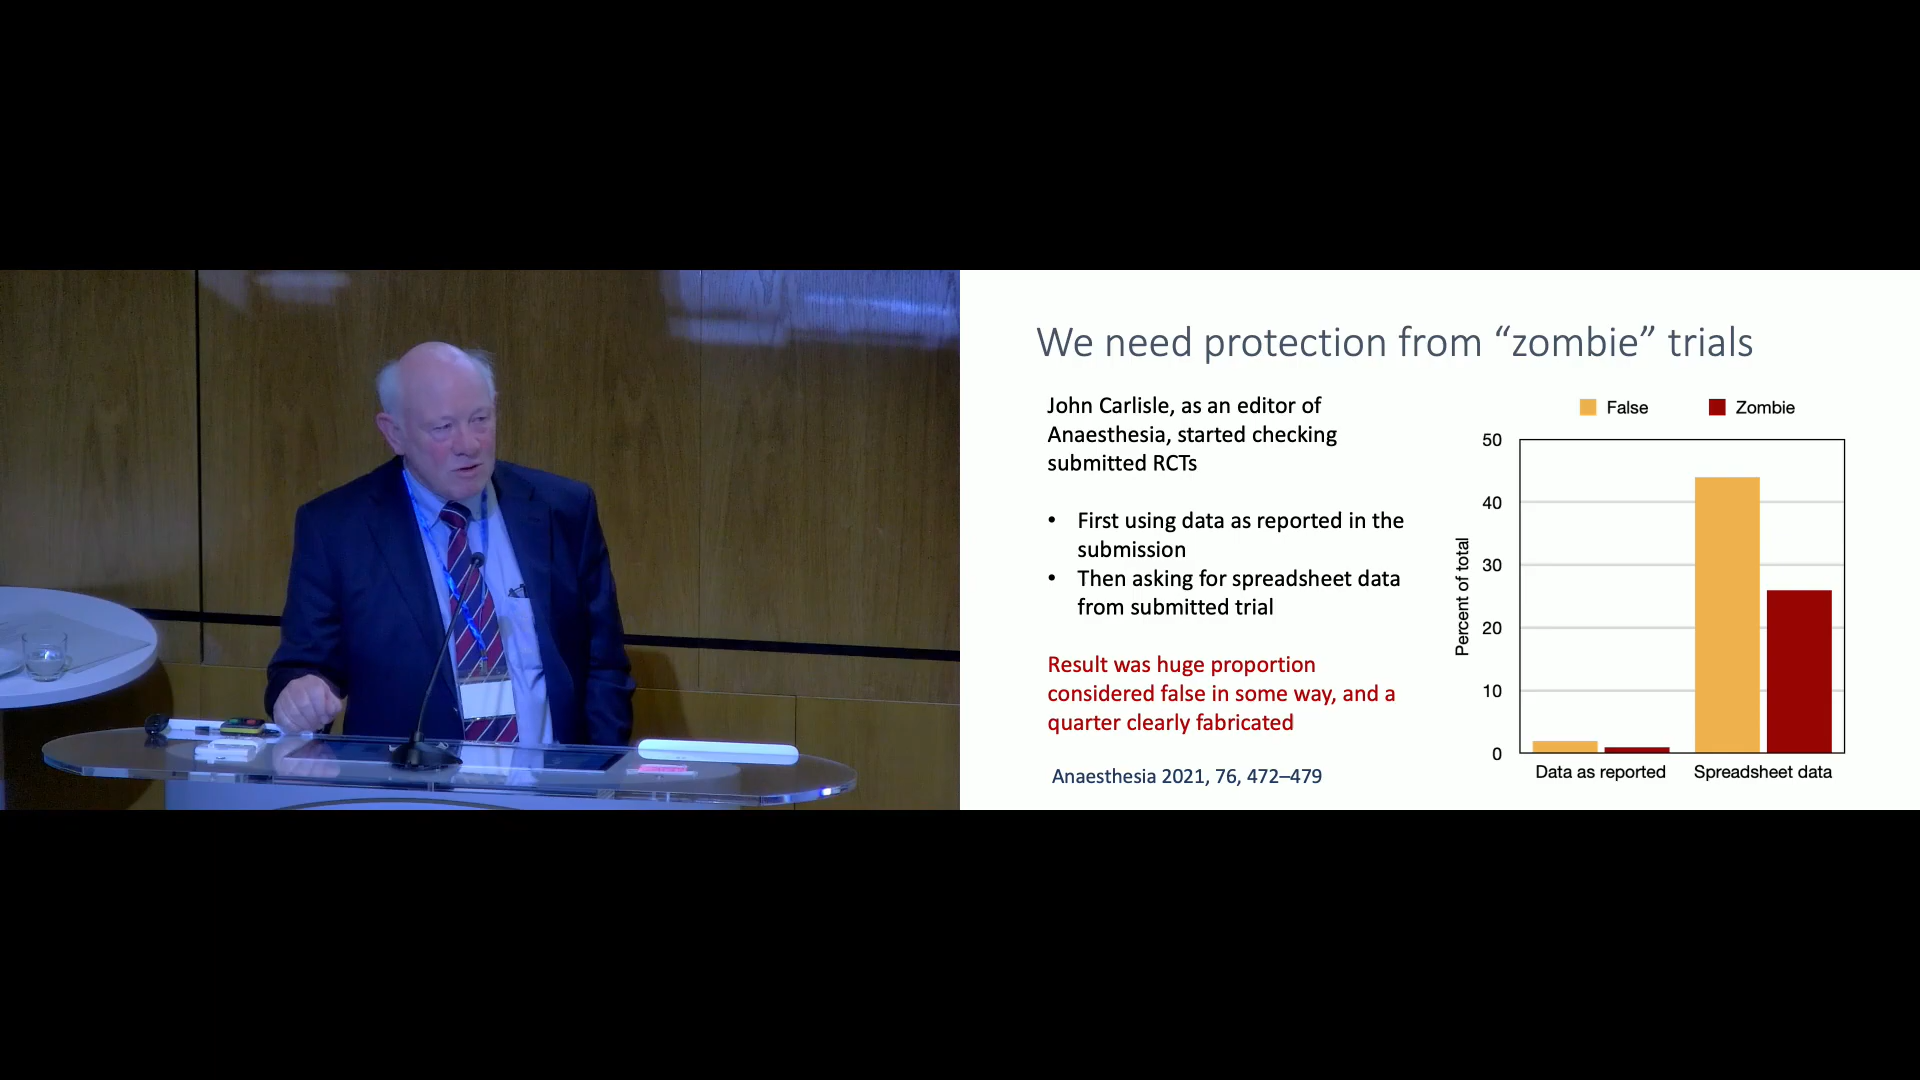 We need protection from “zombie” trials
John Carlisle, as an editor of
Anaesthesia, started checking
submitted RCTs
• First using data as reported in the
submission
• Then asking for spreadsheet data
from submitted trial
Result was huge proportion
considered false in some way, and a
quarter clearly fabricated
Anaesthesia 2021, 76, 472–479
False
Zombie
Percent of total
50
40
30
20
10
0
Data as reported
Spreadsheet data